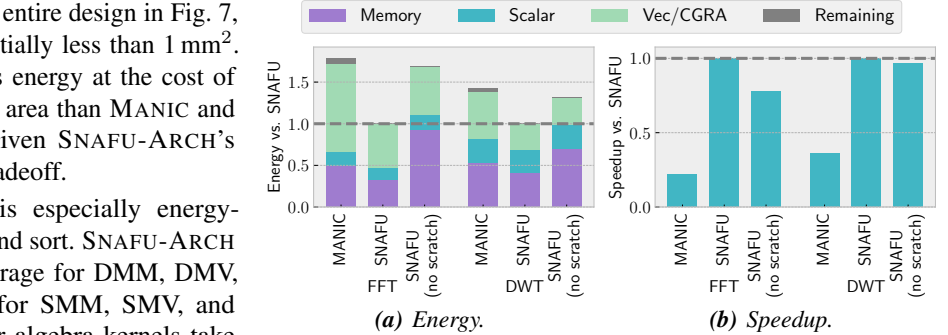 entire design in Fig. 7,
tially less than 1 mm².
s energy at the cost of
area than MANIC and
iven SNAFU-ARCH's
adeoff.
is especially energy-
nd sort. SNAFU-ARCH
rage for DMM, DMV,
for SMM, SMV, and
r algebra kernels take
Memory Scalar Vec/CGRA Remaining
Energy vs. SNAFU
1.5
1.0
0.5
0.0
MANIC
SNAFU
SNAFU
(no scratch)
MANIC
SNAFU
SNAFU
(no scratch)
FFT DWT
(a) Energy.
Speedup vs. SNAFU
1.0
0.5
0.0
MANIC
SNAFU
SNAFU
(no scratch)
MANIC
SNAFU
SNAFU
(no scratch)
FFT DWT
(b) Speedup.